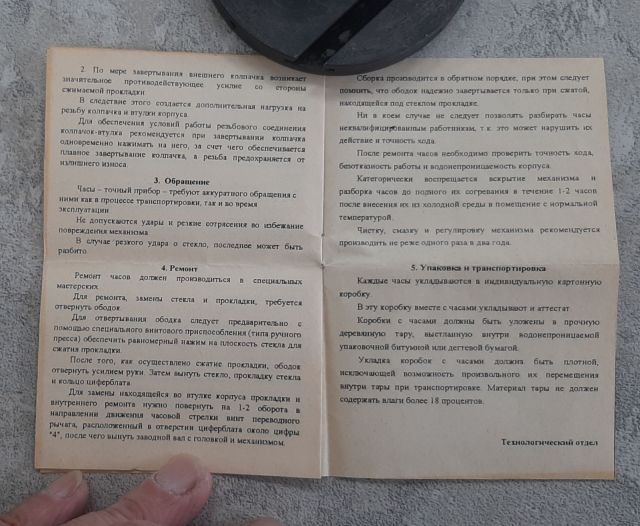 2. По мере завертывания внешнего колпачка возникает
значительное противодействующее усилие со стороны
сжимаемой прокладки.
В следствие этого создается дополнительная нагрузка на
резьбу колпачка и втулки корпуса.
Для обеспечения условий работы резьбового соединения
колпачок-втулка рекомендуется при завертывании колпачка
одновременно нажимать на него, за счет чего обеспечивается
плавное завертывание колпачка, а резьба предохраняется от
излишнего износа.
3. Обращение
Часы – точный прибор – требуют аккуратного обращения с
ними как в процессе транспортировки, так и во время
эксплуатации.
Не допускаются удары и резкие сотрясения во избежание
повреждения механизма.
В случае резкого удара о стекло, последнее может быть
разбито.
4. Ремонт
Ремонт часов должен производиться в специальных
мастерских.
Для ремонта, замены стекла и прокладки, требуется
отвернуть ободок.
Для отвертывания ободка следует предварительно с
помощью специального винтового приспособления (типа ручного
пресса) обеспечить равномерный нажим на плоскость стекла для
сжатия прокладки.
После того, как осуществлено сжатие прокладки, ободок
отвернуть усилием руки. Затем вынуть стекло, прокладку стекла
и кольцо циферблата.
Для замены находящейся во втулке корпуса прокладки и
внутреннего ремонта нужно повернуть на 1-2 оборота в
направлении движения часовой стрелки винт переводного
рычага, расположенный в отверстии циферблата около цифры
"4", после чего вынуть заводной вал с головкой и механизмом.
Сборка производится в обратном порядке, при этом следует
помнить, что ободок надежно завертывается только при сжатой,
находящейся под стеклом прокладке.
Ни в коем случае не следует позволять разбирать часы
неквалифицированным работникам, т.к. это может нарушить их
действие и точность хода.
После ремонта часов необходимо проверить точность хода,
безотказность работы и водонепроницаемость корпуса.
Категорически воспрещается вскрытие механизма и
разборка часов до полного их согревания в течение 1-2 часов
после внесения их из холодной среды в помещение с нормальной
температурой.
Чистку, смазку и регулировку механизма рекомендуется
производить не реже одного раза в два года.
5. Упаковка и транспортировка
Каждые часы укладываются в индивидуальную картонную
коробку.
В эту коробку вместе с часами укладывают и аттестат
Коробки с часами должны быть уложены в прочную
деревянную тару, выстланную внутри водонепроницаемой
упаковочной битумной или дегтевой бумагой.
Укладка коробок с часами должна быть плотной,
исключающей возможность произвольного их перемещения
внутри тары при транспортировке. Материал тары не должен
содержать влаги более 18 процентов.
Технологический отдел